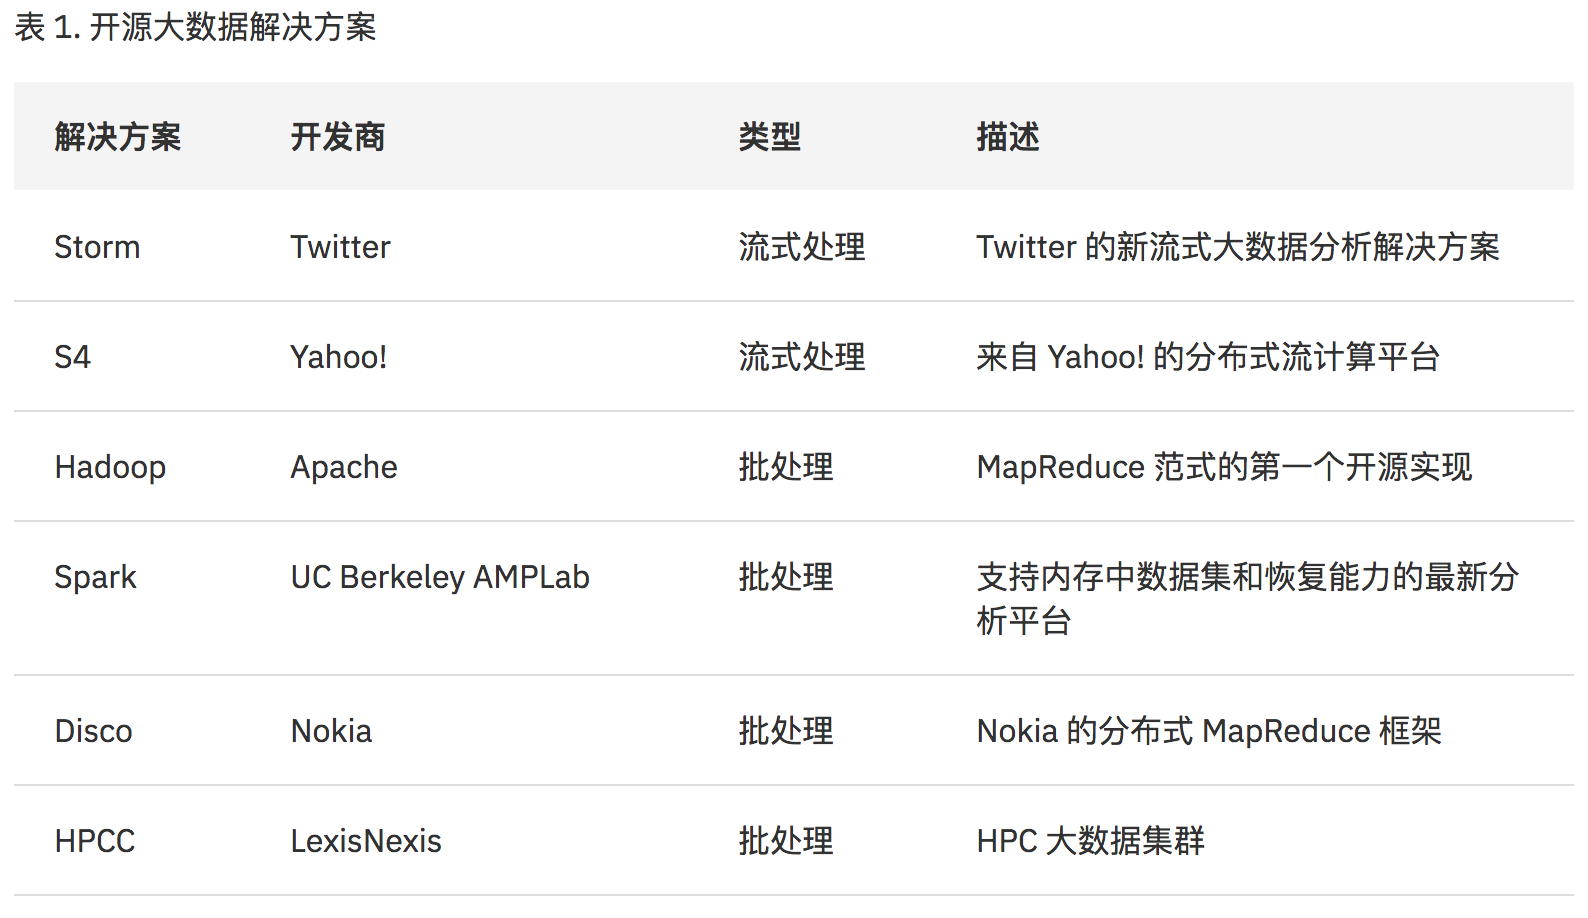 表 1. 开源大数据解决方案
解决方案 开发商 类型 描述
Storm Twitter 流式处理 Twitter 的新流式大数据分析解决方案
S4 Yahoo! 流式处理 来自 Yahoo! 的分布式流计算平台
Hadoop Apache 批处理 MapReduce 范式的第一个开源实现
Spark UC Berkeley AMPLab 批处理 支持内存中数据集和恢复能力的最新分
析平台
Disco Nokia 批处理 Nokia 的分布式 MapReduce 框架
HPCC LexisNexis 批处理 HPC 大数据集群